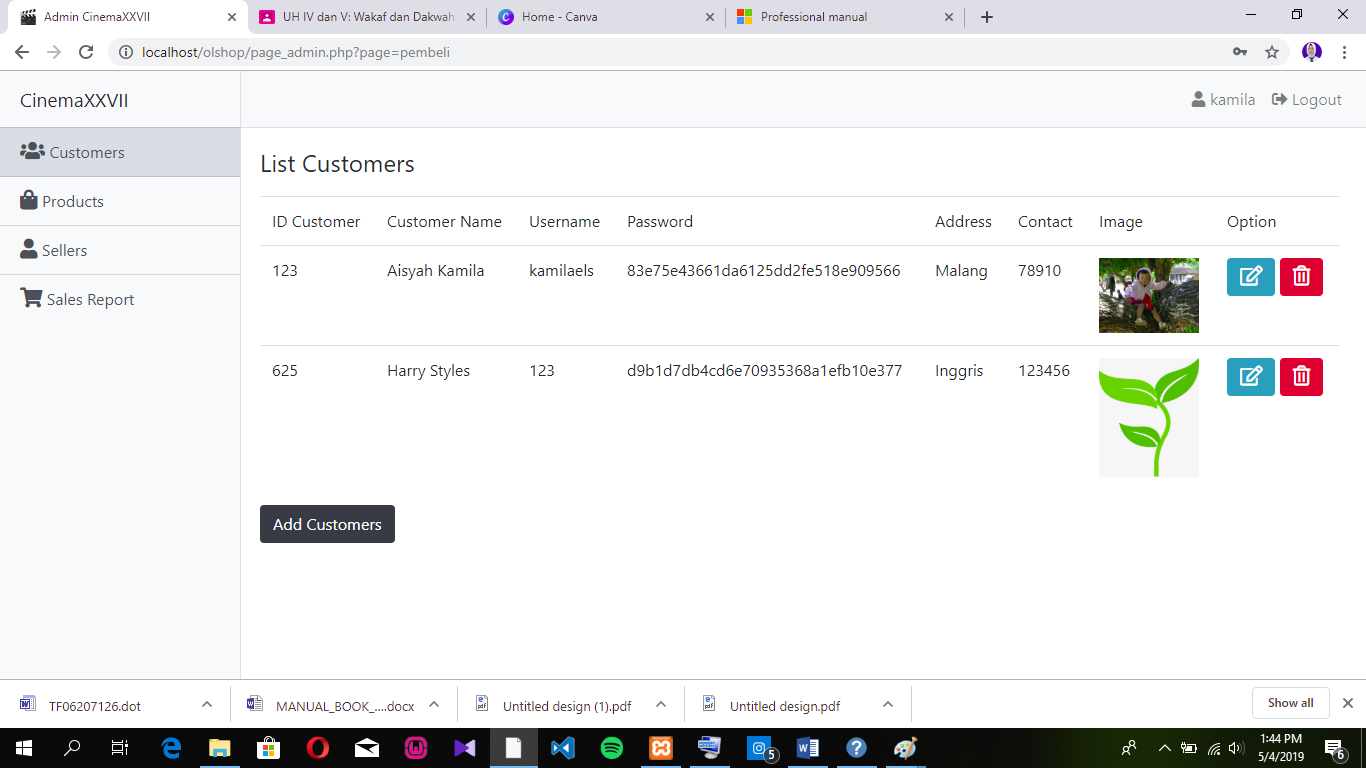 Admin CinemaXXVII
UH IV dan V: Wakaf dan Dakwah
Home - Canva
Professional manual
localhost/olshop/page_admin.php?page=pembeli
CinemaXXVII
kamila Logout
Customers
Products
Sellers
Sales Report
List Customers
ID Customer Customer Name Username Password Address Contact Image Option
123 Aisyah Kamila kamilaels 83e75e43661da6125dd2fe518e909566 Malang 78910
625 Harry Styles 123 d9b1d7db4cd6e70935368a1efb10e377 Inggris 123456
Add Customers
TF06207126.dot
MANUAL_BOOK_....docx
Untitled design (1).pdf
Untitled design.pdf
Show all
5
1:44 PM
5/4/2019
6